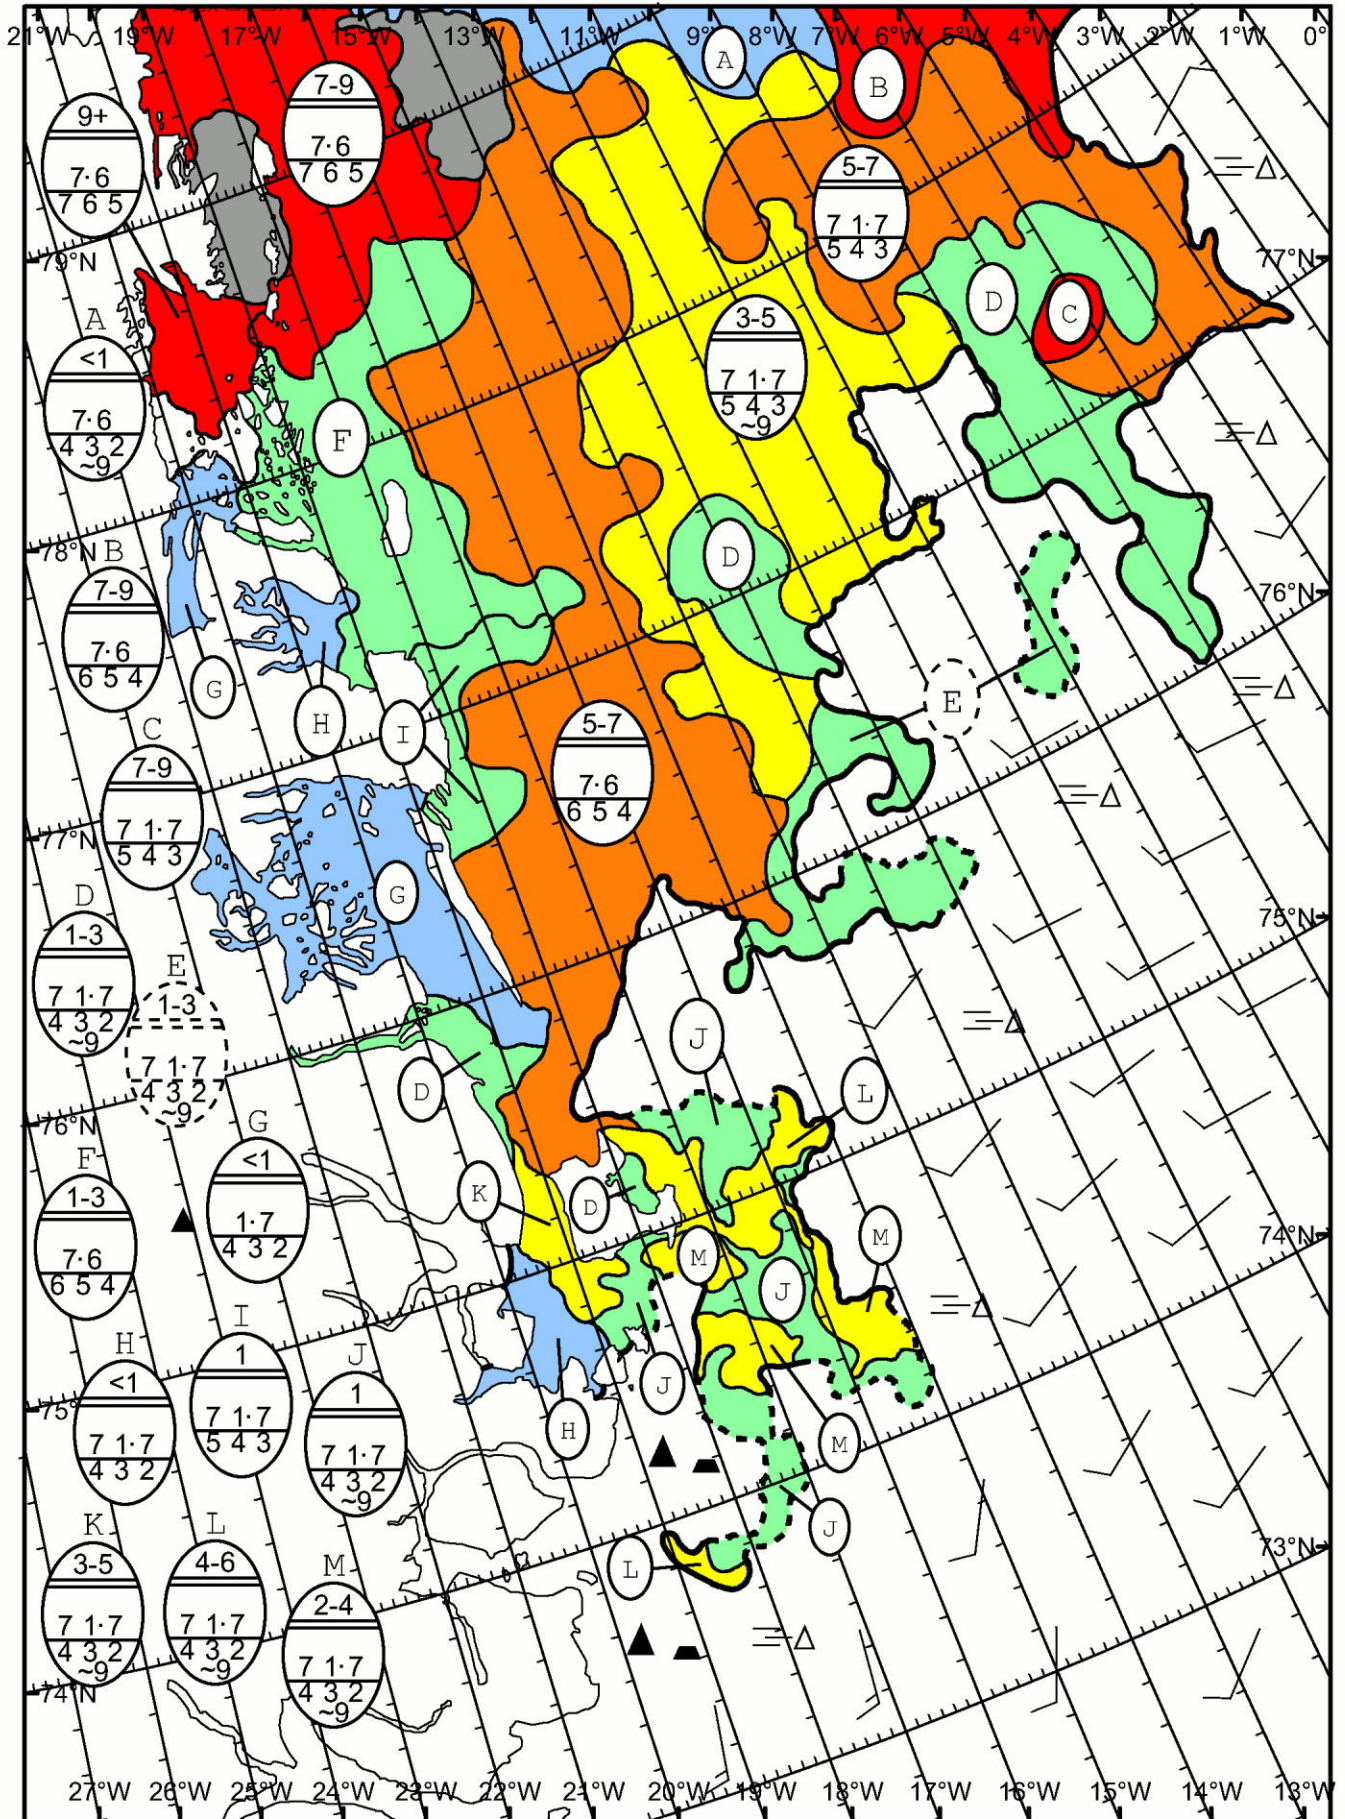 21°W 19°W 17°W 15°W 13°W 11°W 9°W 8°W 7°W 6°W 5°W 4°W 3°W 2°W 1°W 0°
A
B
7-9
7·6
7 6 5
9+
7·6
7 6 5
5-7
7 1·7
5 4 3
79°N
77°N
D
C
A
<1
7·6
4 3 2
~9
3-5
7 1·7
5 4 3
~9
F
78°N
D
B
7-9
7·6
6 5 4
76°N
G
H
I
E
5-7
7·6
6 5 4
C
7-9
7 1·7
5 4 3
77°N
G
75°N
D
1-3
7 1·7
4 3 2
~9
E
1-3
7 1·7
4 3 2
~9
J
D
L
76°N
F
1-3
7·6
6 5 4
G
<1
1·7
4 3 2
K
D
M
M
J
74°N
H
<1
7 1·7
4 3 2
I
1
7 1·7
5 4 3
J
1
7 1·7
4 3 2
~9
75°
J
H
M
J
L
73°N
K
3-5
7 1·7
4 3 2
~9
L
4-6
7 1·7
4 3 2
~9
M
2-4
7 1·7
4 3 2
~9
74°N
27°W 26°W 25°W 24°W 23°W 22°W 21°W 20°W 19°W 18°W 17°W 16°W 15°W 14°W 13°W